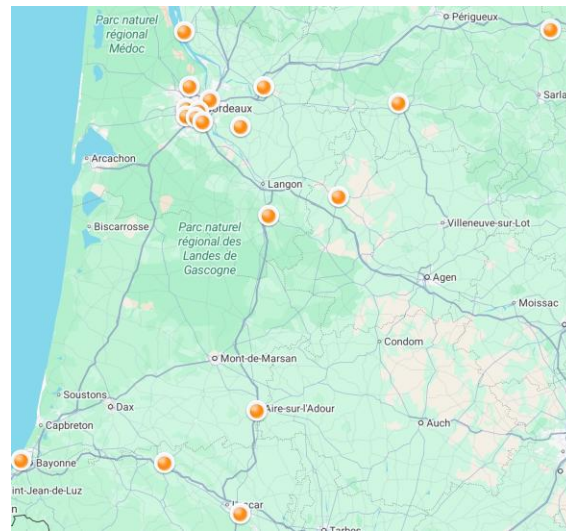 Périgueux
Parc naturel
régional
Médoc
Sarla
ordeaux
Arcachon
Langon
Biscarrosse
Villeneuve-sur-Lot
Parc naturel
régional des
Landes de
Gascogne
Agen
Moissac
Condom
Mont-de-Marsan
Soustons
Dax
Aire-sur-l'Adour
Capbreton
Auch
Bayonne
int-Jean-de-Luz
scar
Tarbes